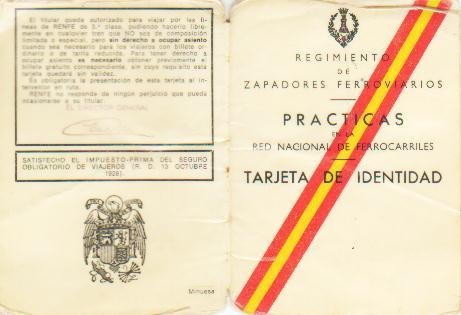 El titular queda autorizado para viajar por las lí-
neas de RENFE de 3.ª clase, pudiendo hacerlo libre-
mente en cualquier tren que NO sea de composición
limitada o especial, pero sin derecho a ocupar asiento
cuando sea necesario para los viajeros con billete ordi-
nario o de tarifa reducida. Para tener derecho a
ocupar asiento es necesario obtener previamente el
billete gratuito correspondiente, sin cuyo requisito esta
tarjeta quedará sin validez.
Es obligatoria la presentación de esta tarjeta al in-
terventor en ruta.
RENFE no responde de ningún perjuicio que pueda
ocasionarse a su titular.
EL DIRECTOR GENERAL
SATISFECHO EL IMPUESTO-PRIMA DEL SEGURO
OBLIGATORIO DE VIAJEROS (R. D. 13 OCTUBRE
1928).
Minuesa
REGIMIENTO
DE
ZAPADORES FERROVIARIOS
PRACTICAS
EN LA
RED NACIONAL DE FERROCARRILES
TARJETA DE IDENTIDAD